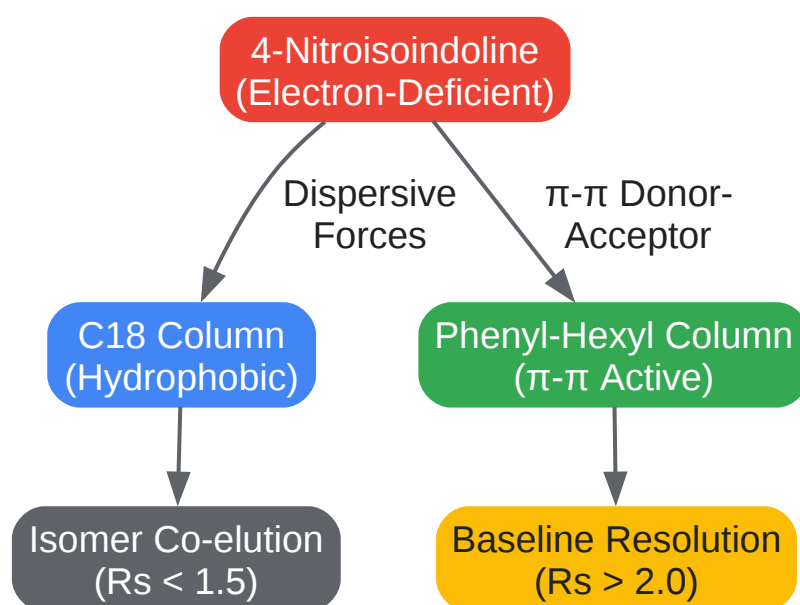 4-Nitroisoindoline
(Electron-Deficient)
Dispersive
Forces
π-π Donor-
Acceptor
C18 Column
(Hydrophobic)
Phenyl-Hexyl Column
(π-π Active)
Isomer Co-elution
(Rs < 1.5)
Baseline Resolution
(Rs > 2.0)